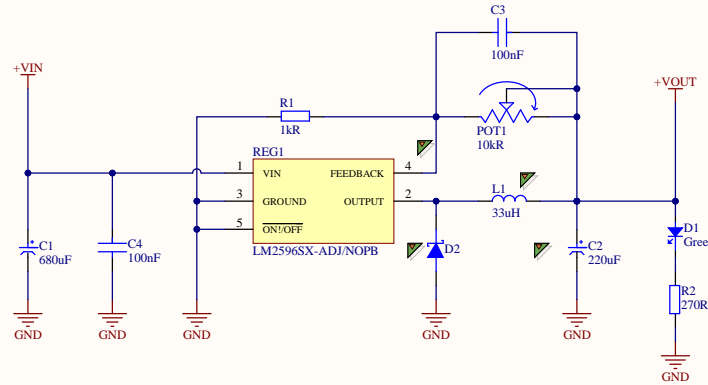 C3
100nF
+VIN
+VOUT
R1
1kR
POT1
10kR
REG1
1 VIN FEEDBACK 4
3 GROUND OUTPUT 2
5 ON!/OFF
LM2596SX-ADJ/NOPB
L1
33uH
C1
680uF
C4
100nF
D2
C2
220uF
D1
Gree
R2
270R
GND
GND
GND
GND
GND
GND